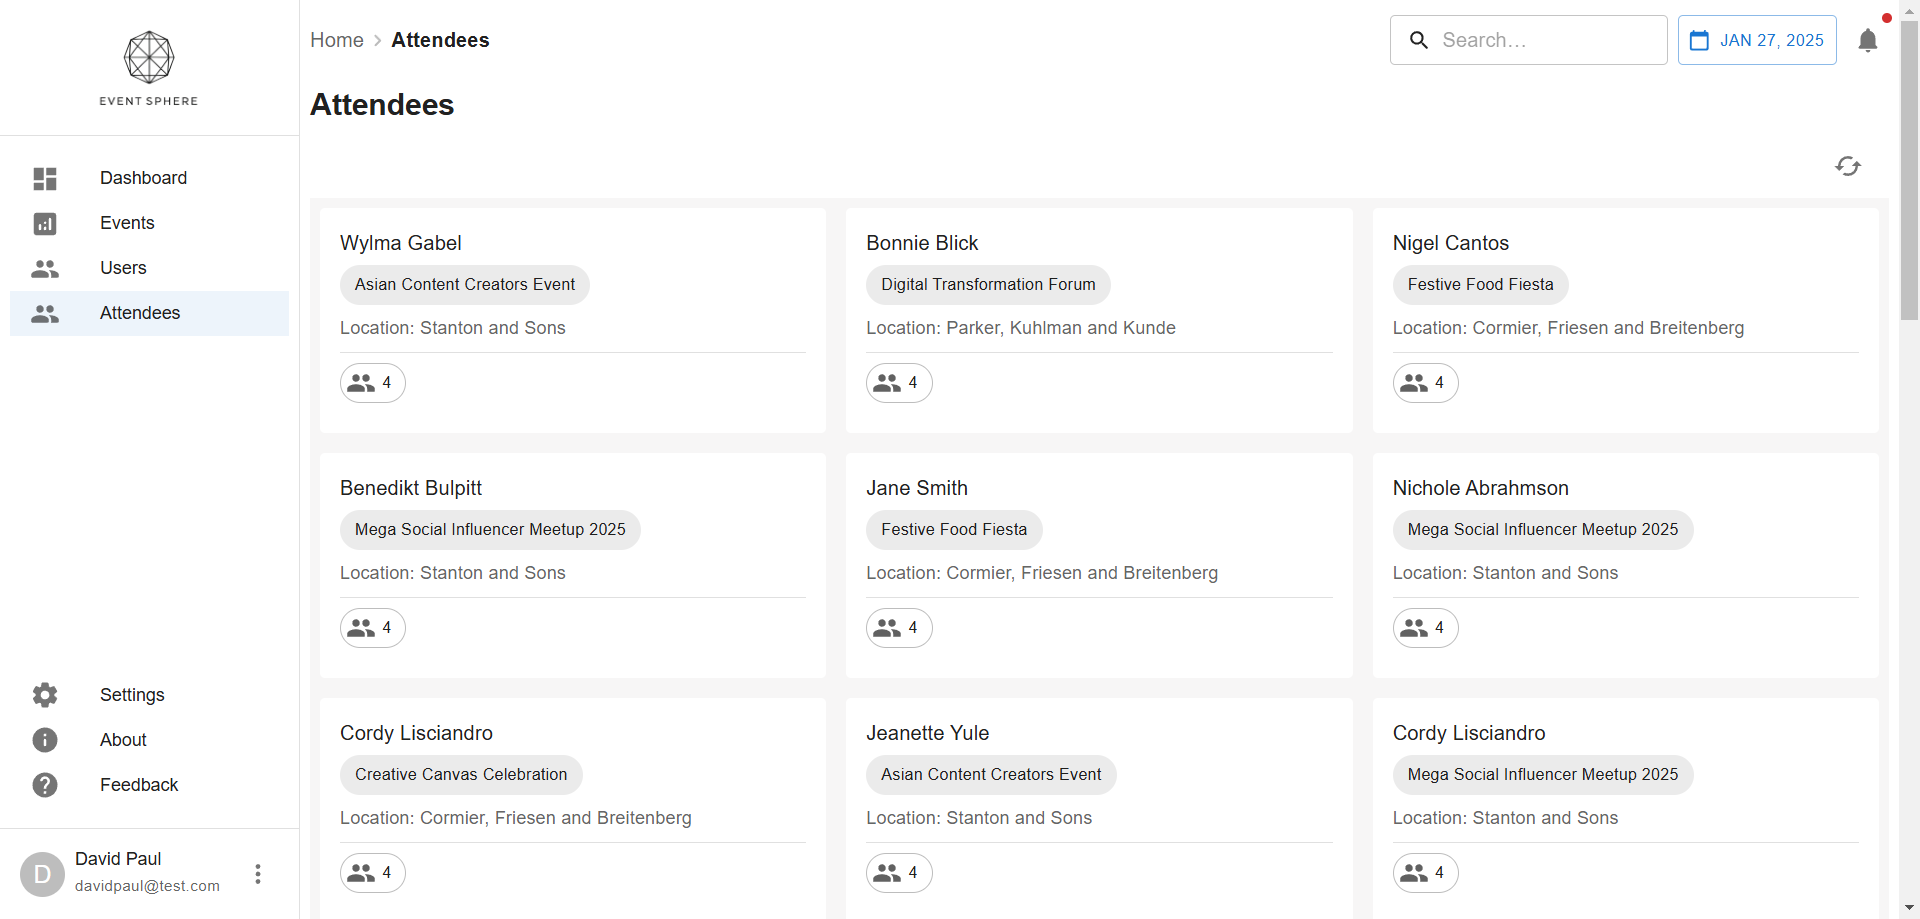 EVENT SPHERE
Dashboard
Events
Users
Attendees
Settings
About
Feedback
D
David Paul
davidpaul@test.com
Home > Attendees
Search...
JAN 27, 2025
Attendees
Wylma Gabel
Asian Content Creators Event
Location: Stanton and Sons
4
Bonnie Blick
Digital Transformation Forum
Location: Parker, Kuhlman and Kunde
4
Nigel Cantos
Festive Food Fiesta
Location: Cormier, Friesen and Breitenberg
4
Benedikt Bulpitt
Mega Social Influencer Meetup 2025
Location: Stanton and Sons
4
Jane Smith
Festive Food Fiesta
Location: Cormier, Friesen and Breitenberg
4
Nichole Abrahmson
Mega Social Influencer Meetup 2025
Location: Stanton and Sons
4
Cordy Lisciandro
Creative Canvas Celebration
Location: Cormier, Friesen and Breitenberg
4
Jeanette Yule
Asian Content Creators Event
Location: Stanton and Sons
4
Cordy Lisciandro
Mega Social Influencer Meetup 2025
Location: Stanton and Sons
4